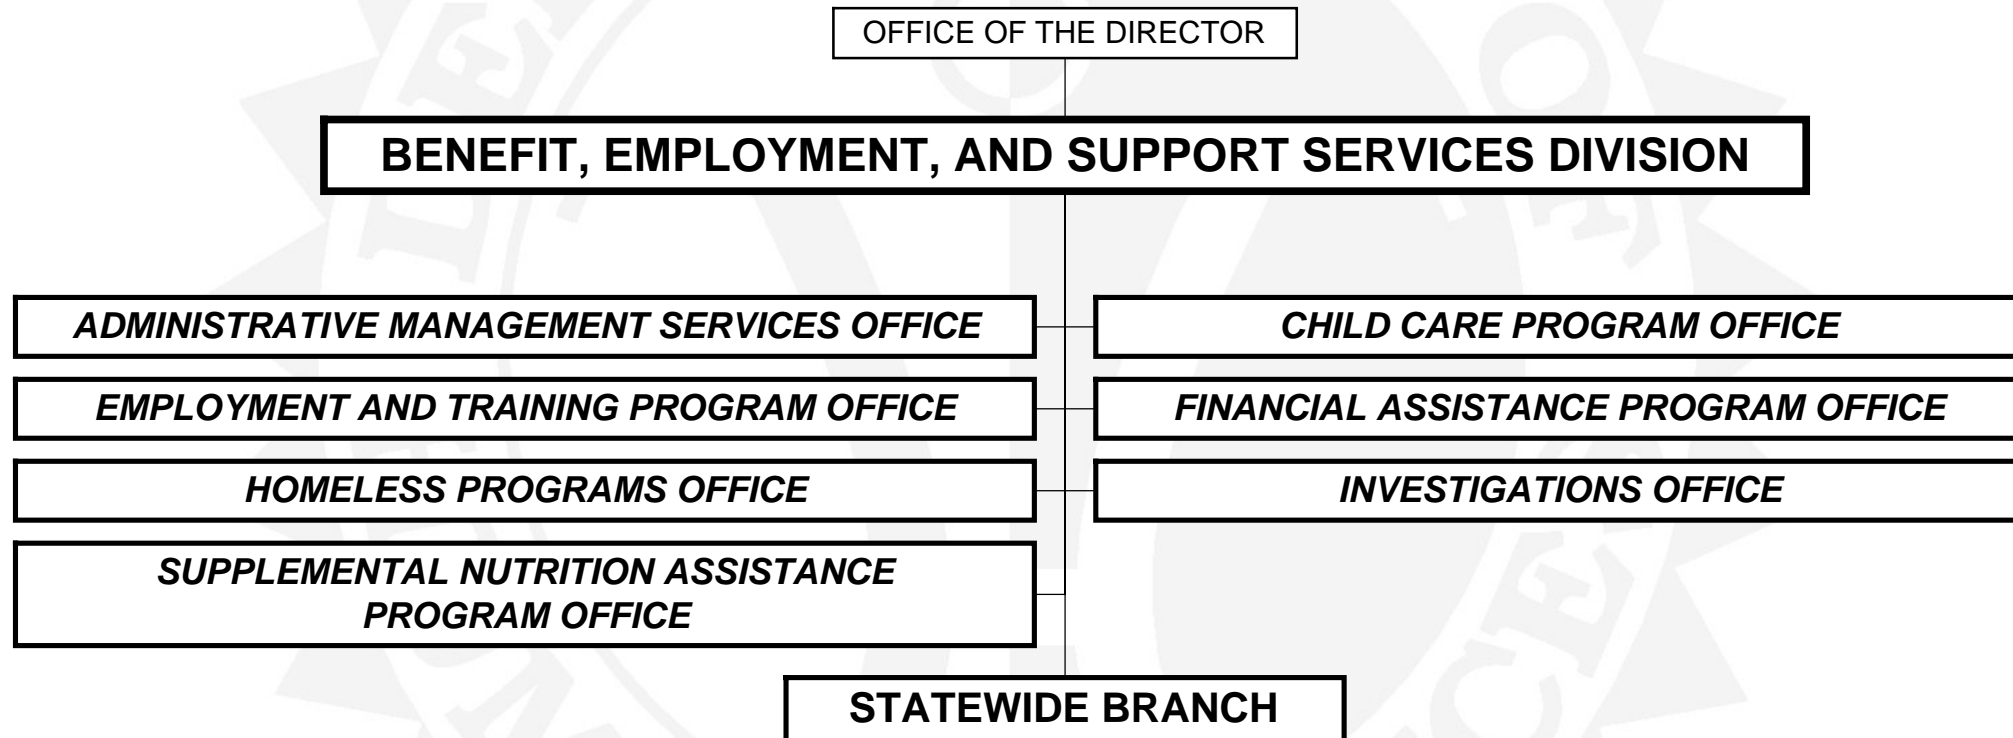 OFFICE OF THE DIRECTOR
BENEFIT, EMPLOYMENT, AND SUPPORT SERVICES DIVISION
ADMINISTRATIVE MANAGEMENT SERVICES OFFICE
CHILD CARE PROGRAM OFFICE
EMPLOYMENT AND TRAINING PROGRAM OFFICE
FINANCIAL ASSISTANCE PROGRAM OFFICE
HOMELESS PROGRAMS OFFICE
INVESTIGATIONS OFFICE
SUPPLEMENTAL NUTRITION ASSISTANCE
PROGRAM OFFICE
STATEWIDE BRANCH